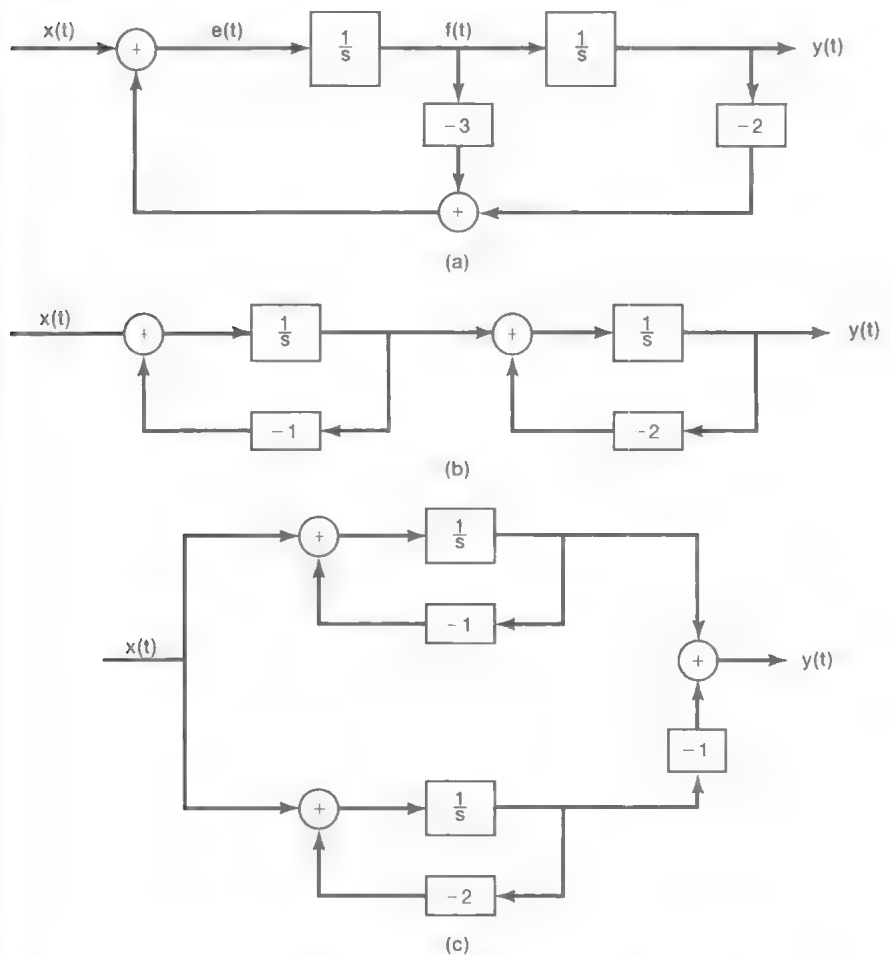 x(t) + e(t) 1/s f(t) 1/s y(t)
-3 -2
+
(a)
x(t) + 1/s + 1/s y(t)
-1 -2
(b)
+ 1/s
-1
x(t) + y(t)
-1
+ 1/s
-2
(c)